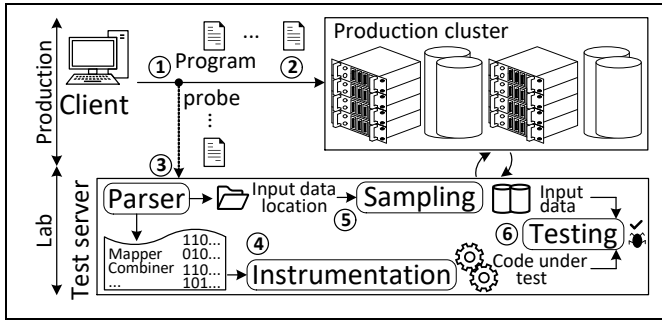 Production cluster
... 
① Program ②
Client
probe
⋮
Production
③
Parser
Input data
location
⑤
Sampling
Input
data
Lab
Test server
④
⑥ Testing
Mapper 110...
Combiner 010...
110...
... 101...
Instrumentation
Code under
test